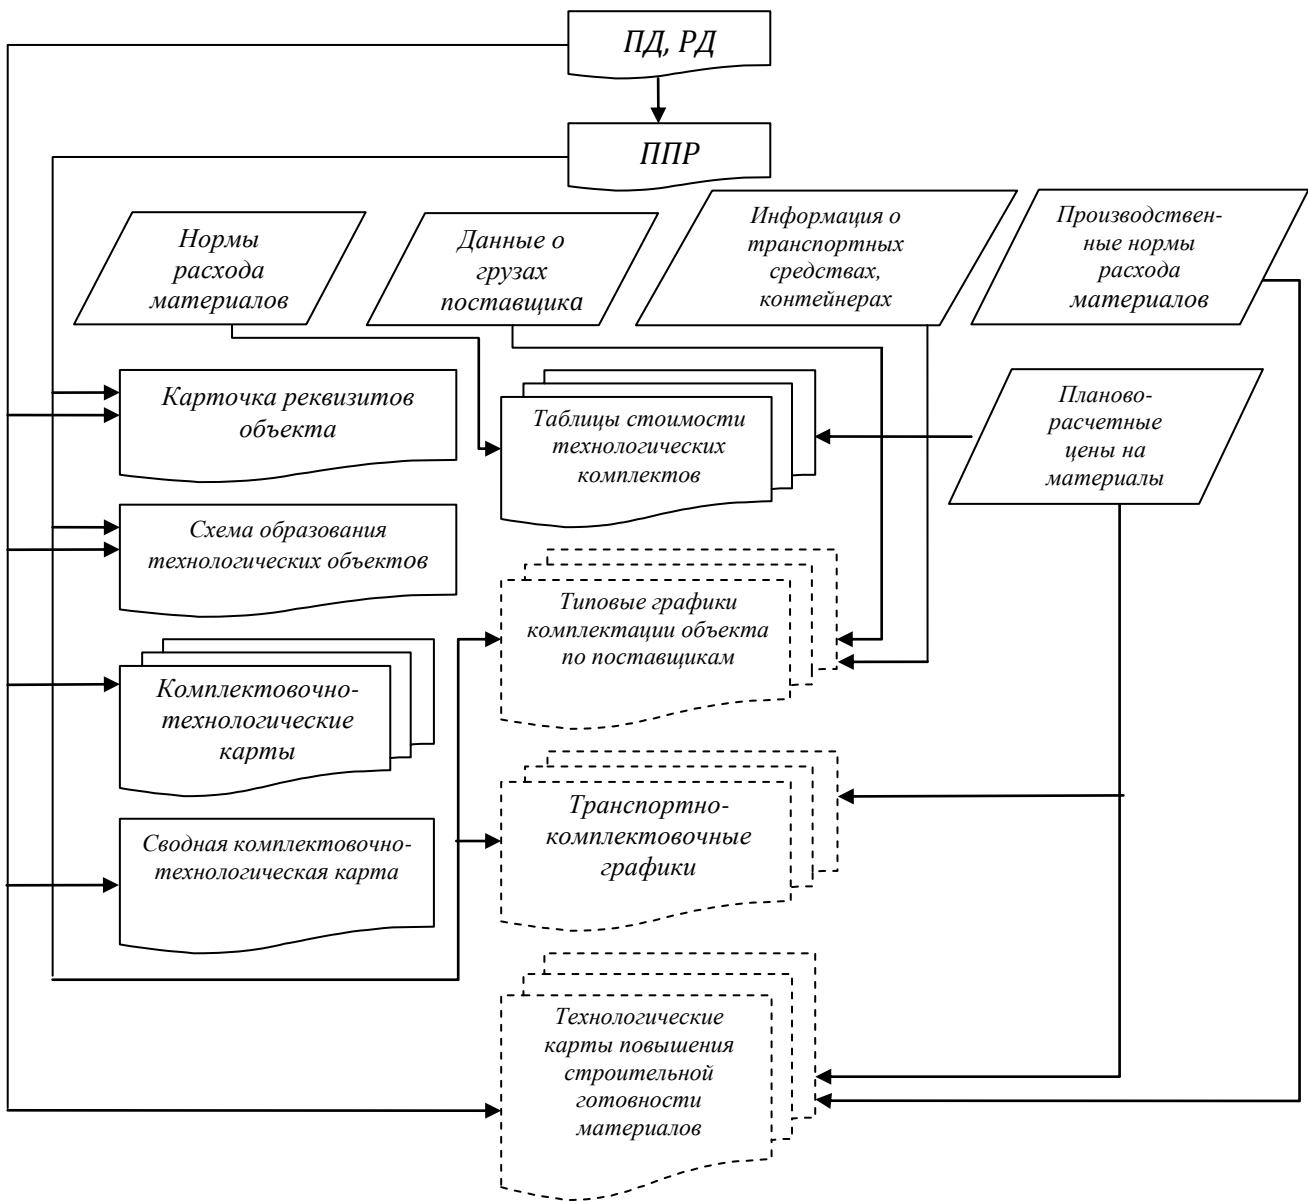 ПД, РД
ППР
Нормы
расхода
материалов
Данные о
грузах
поставщика
Информация о
транспортных
средствах,
контейнерах
Производствен-
ные нормы
расхода
материалов
Карточка реквизитов
объекта
Таблицы стоимости
технологических
комплектов
Планово-
расчетные
цены на
материалы
Схема образования
технологических объектов
Типовые графики
комплектации объекта
по поставщикам
Комплектовочно-
технологические
карты
Транспортно-
комплектовочные
графики
Сводная комплектовочно-
технологическая карта
Технологические
карты повышения
строительной
готовности
материалов